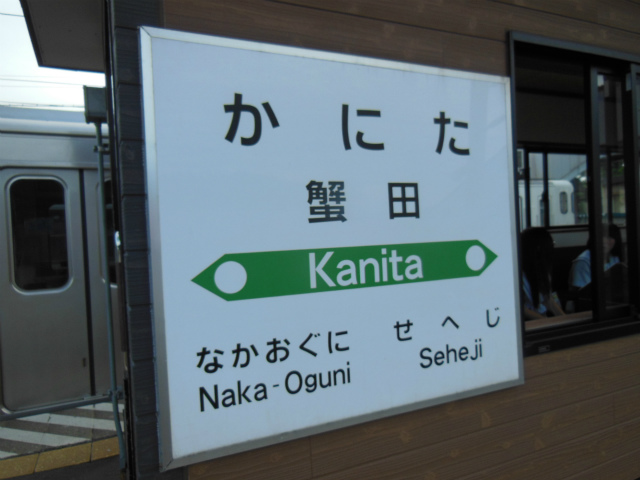 かにた
蟹田
Kanita
なかおぐに
Naka-Oguni
せへじ
Seheji